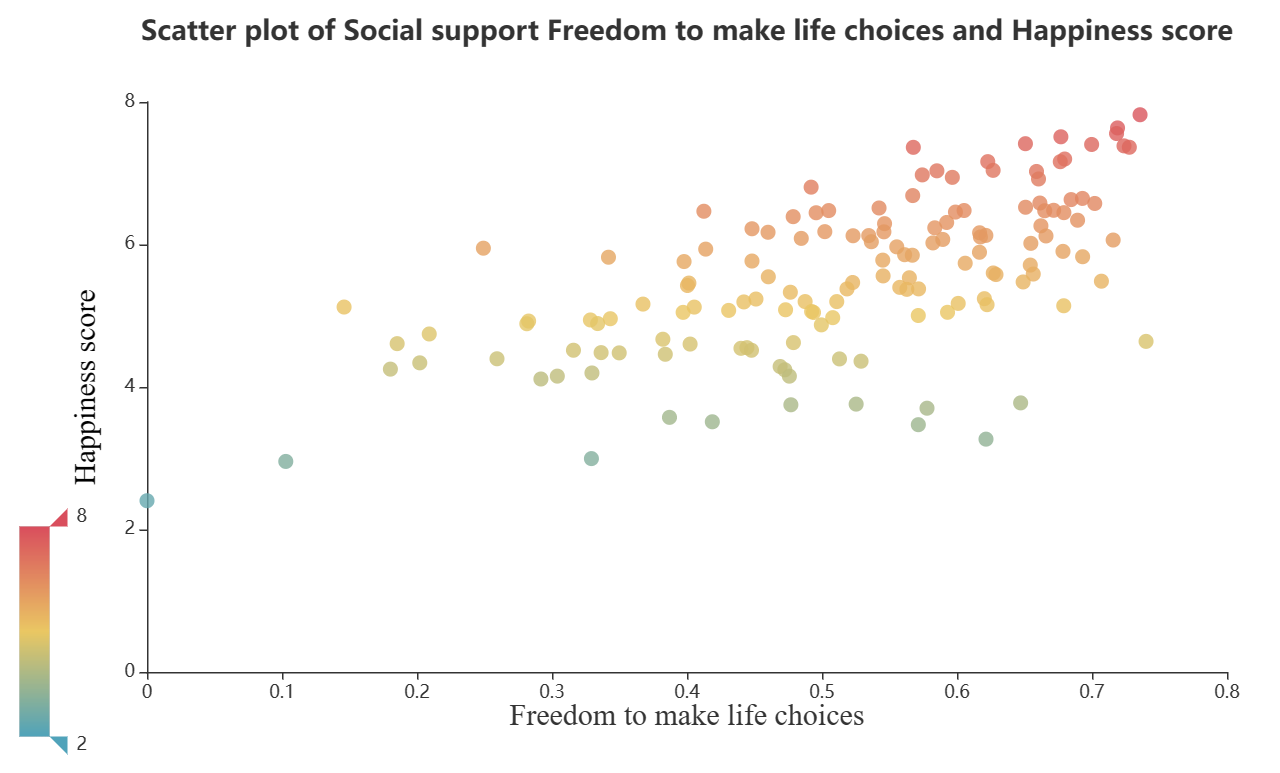 Scatter plot of Social support Freedom to make life choices and Happiness score
8
6
4
2
0
Happiness score
0 0.1 0.2 0.3 0.4 0.5 0.6 0.7 0.8
Freedom to make life choices
8
2